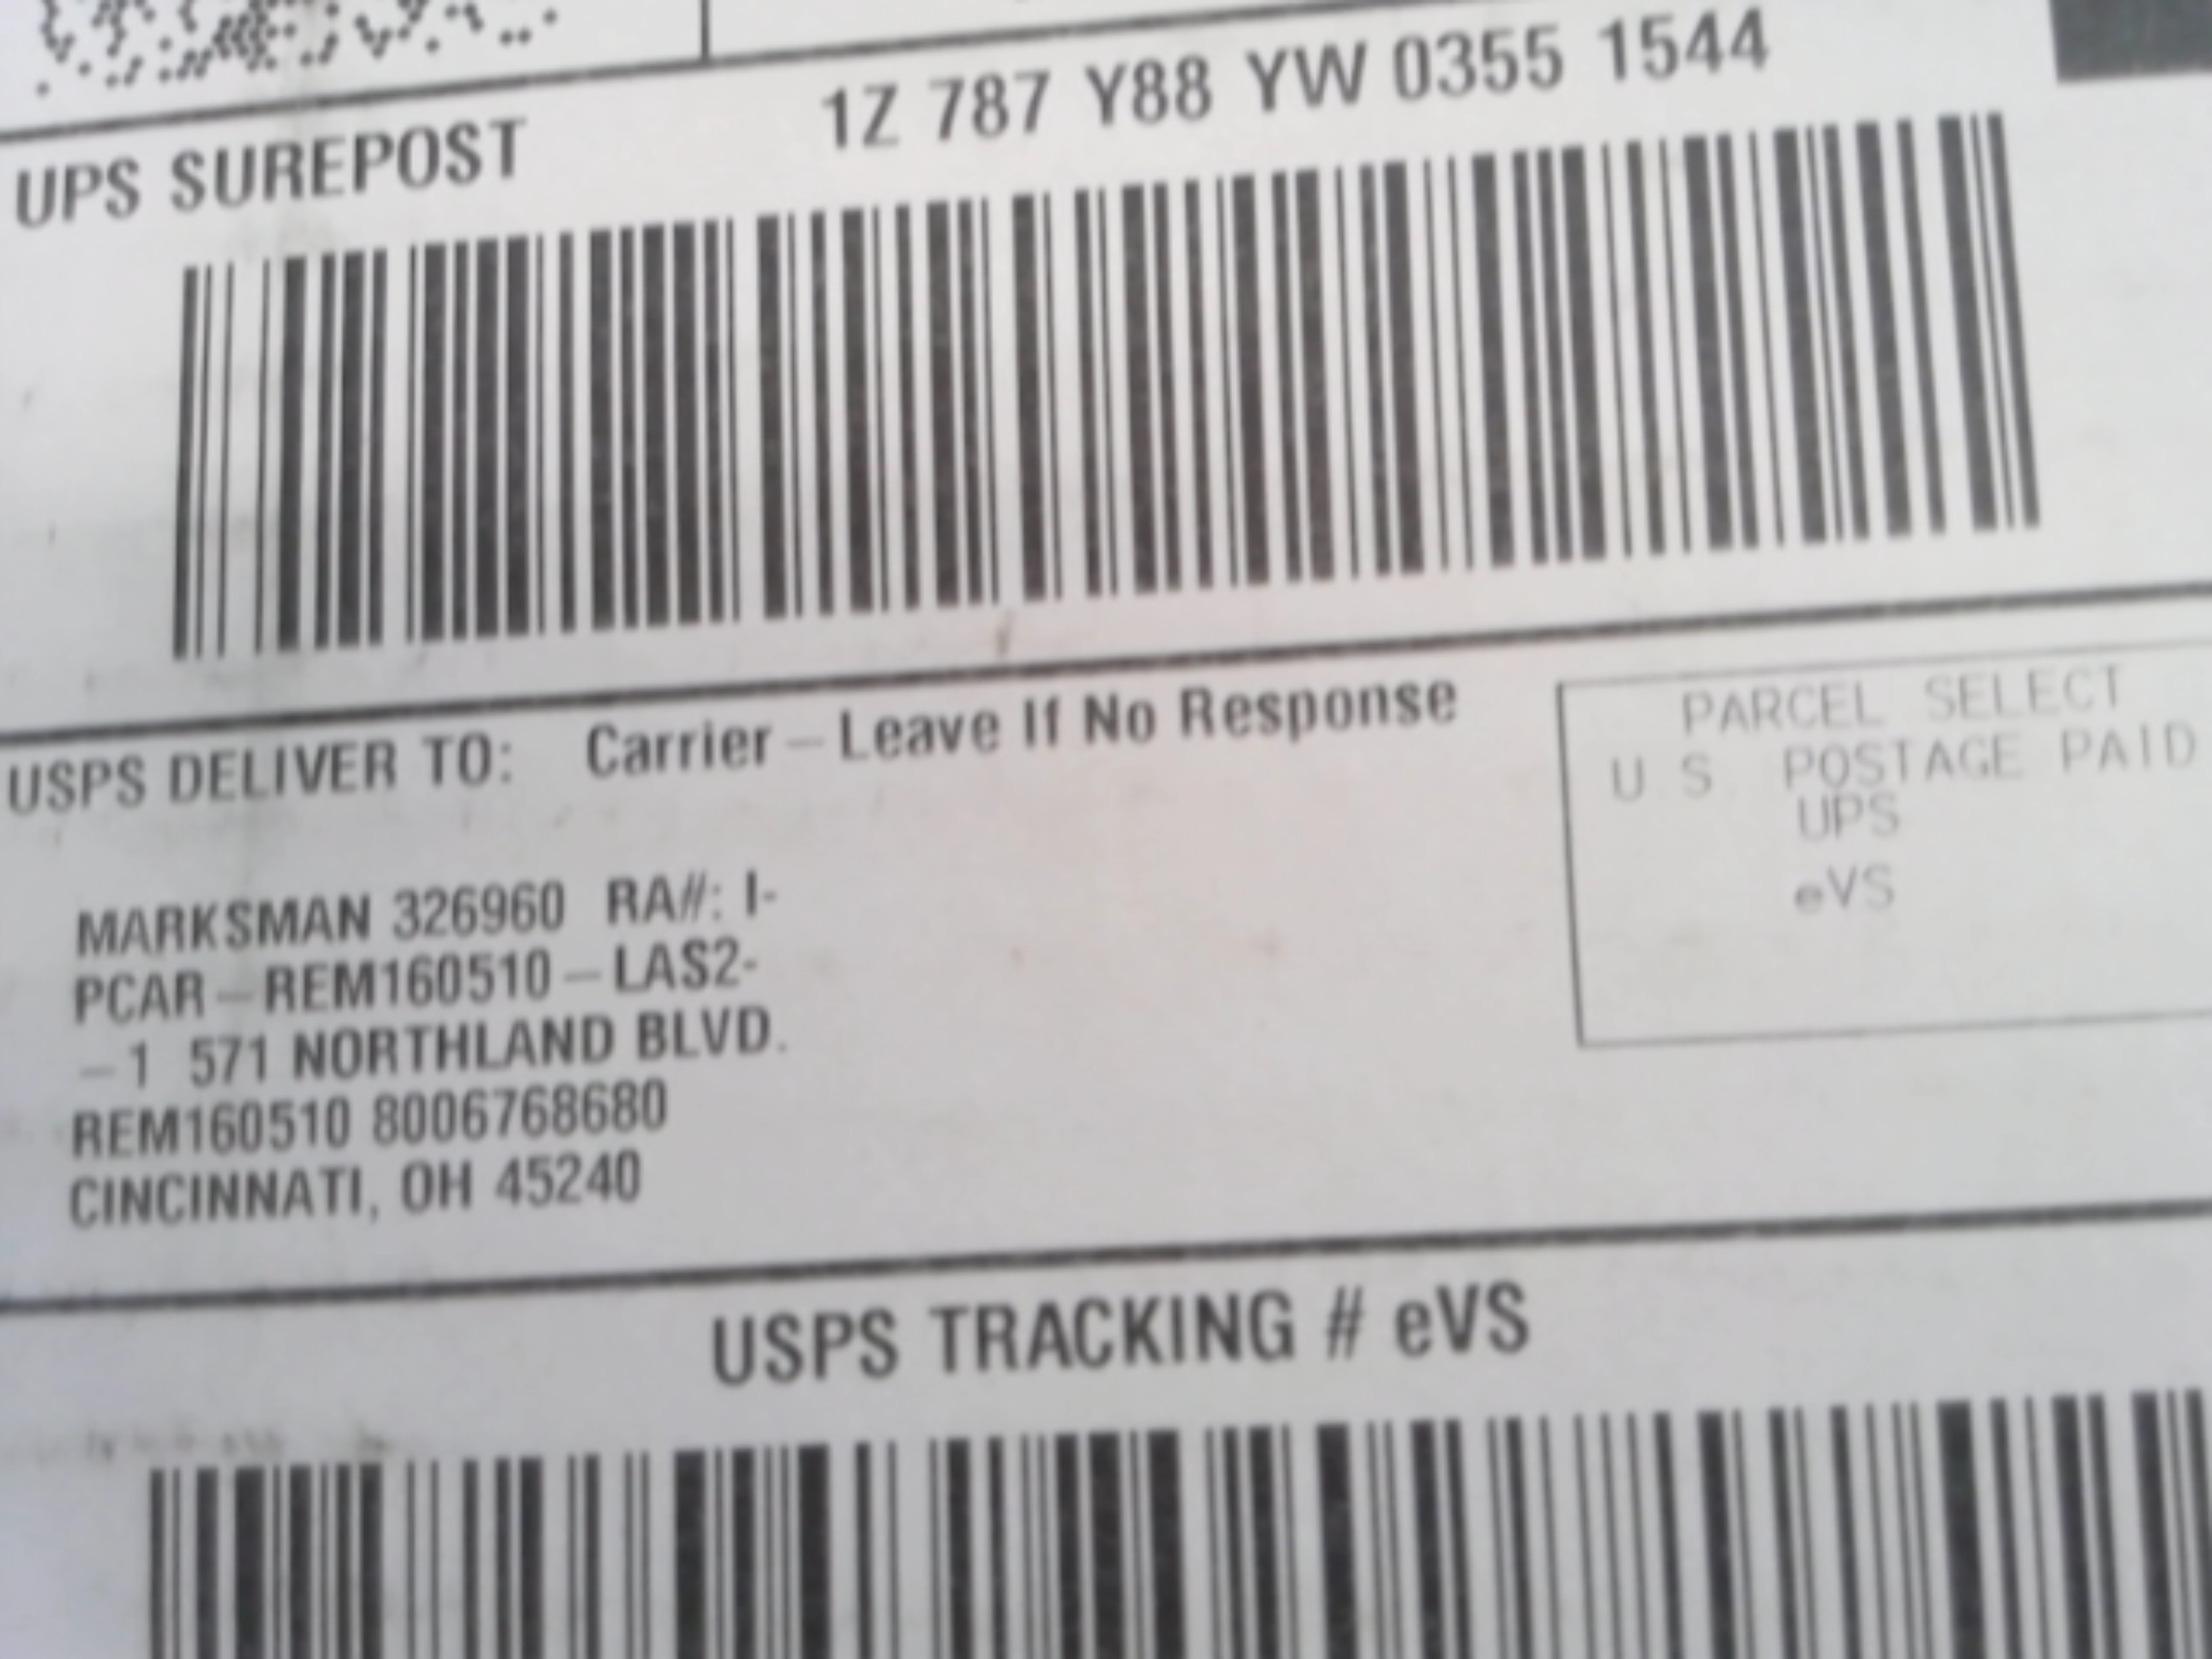 UPS SUREPOST
1Z 787 Y88 YW 0355 1544
USPS DELIVER TO: Carrier – Leave If No Response
PARCEL SELECT
U S POSTAGE PAID
UPS
eVS
MARKSMAN 326960 RA//: I-
PCAR – REM160510 – LAS2-
– 1 571 NORTHLAND BLVD.
REM160510 8006768680
CINCINNATI, OH 45240
USPS TRACKING # eVS